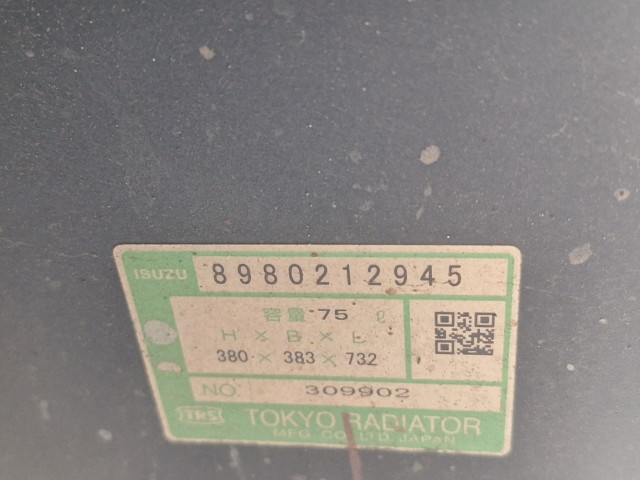 ISUZU 8980212945
容量 75 ℓ
H × B × L
380 × 383 × 732
NO. 309902
TRS TOKYO RADIATOR
MFG. CO., LTD. JAPAN